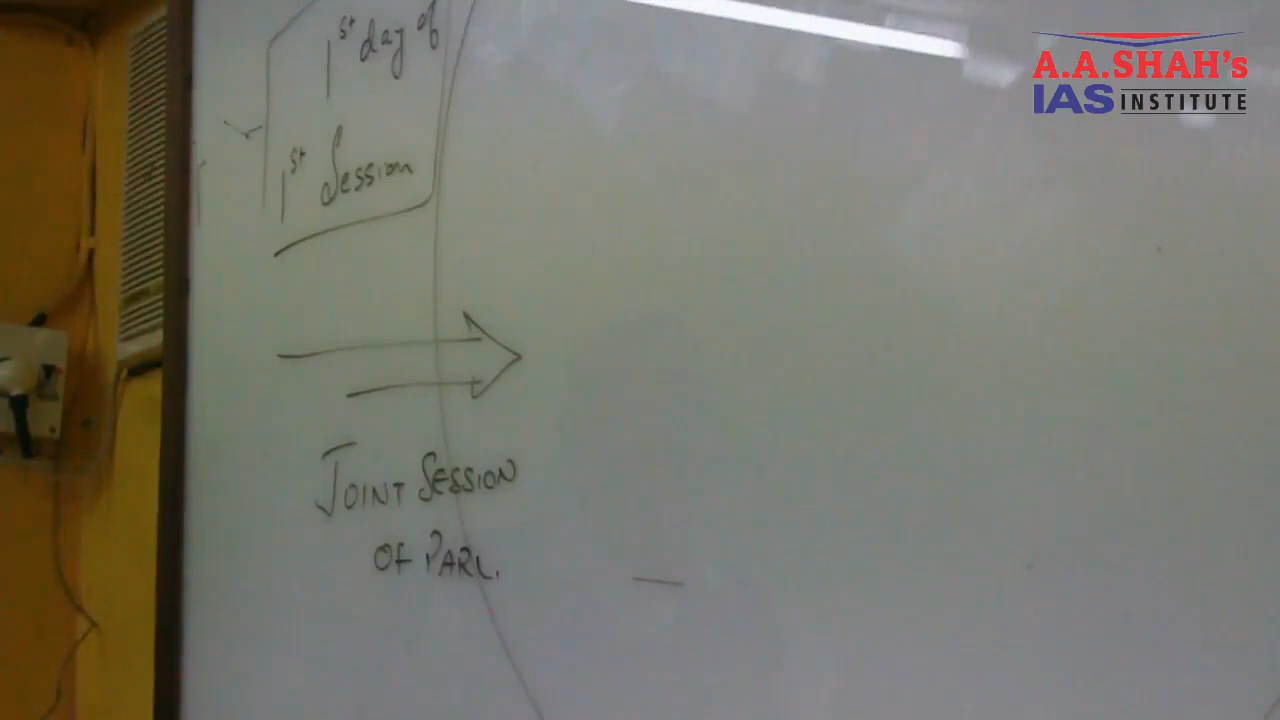 1st day of
1st Session
JOINT SESSION
OF PARL.
A.A.SHAH's
IAS INSTITUTE